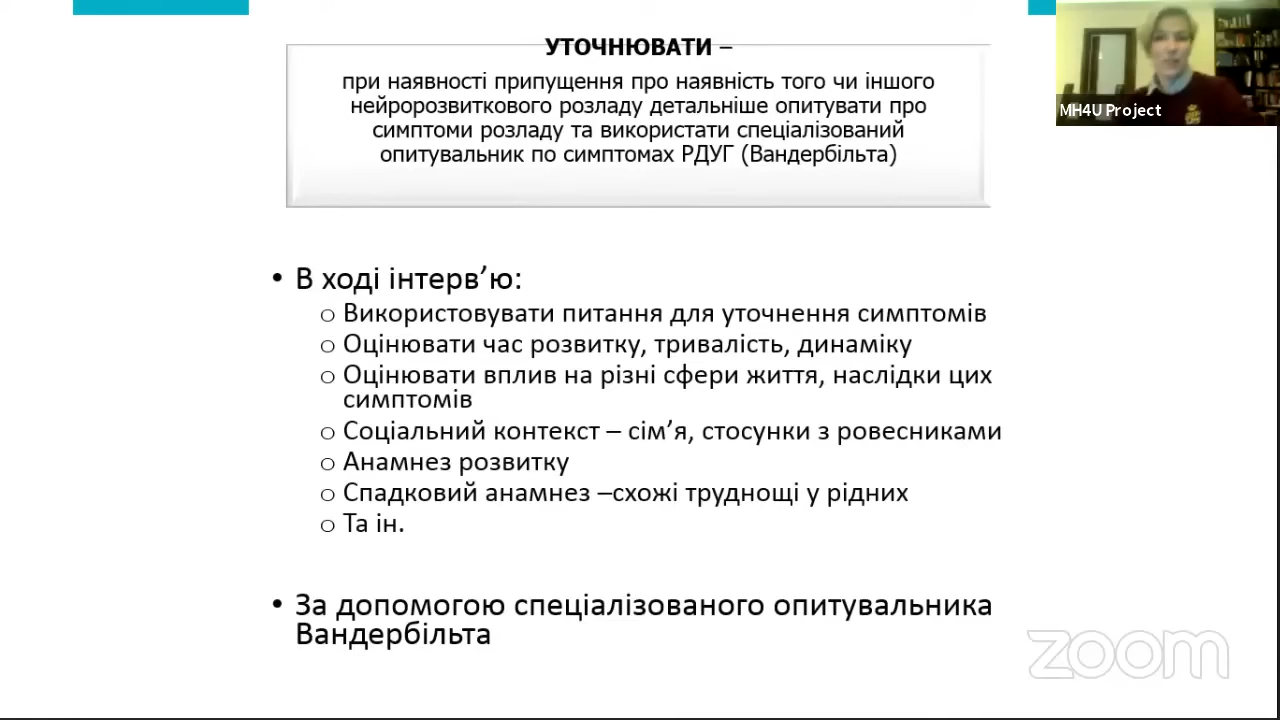 УТОЧНЮВАТИ –
при наявності припущення про наявність того чи іншого
нейророзвиткового розладу детальніше опитувати про
симптоми розладу та використати спеціалізований
опитувальник по симптомах РДУГ (Вандербільта)
MH4U Project
• В ході інтерв’ю:
o Використовувати питання для уточнення симптомів
o Оцінювати час розвитку, тривалість, динаміку
o Оцінювати вплив на різні сфери життя, наслідки цих
симптомів
o Соціальний контекст – сім’я, стосунки з ровесниками
o Анамнез розвитку
o Спадковий анамнез –схожі труднощі у рідних
o Та ін.
• За допомогою спеціалізованого опитувальника
Вандербільта
zoom